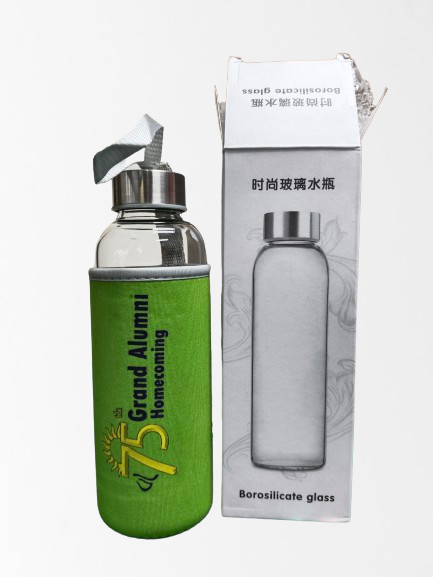 75th
Grand Alumni
Homecoming
Borosilicate glass
时尚玻璃水瓶
时尚玻璃水瓶
Borosilicate glass